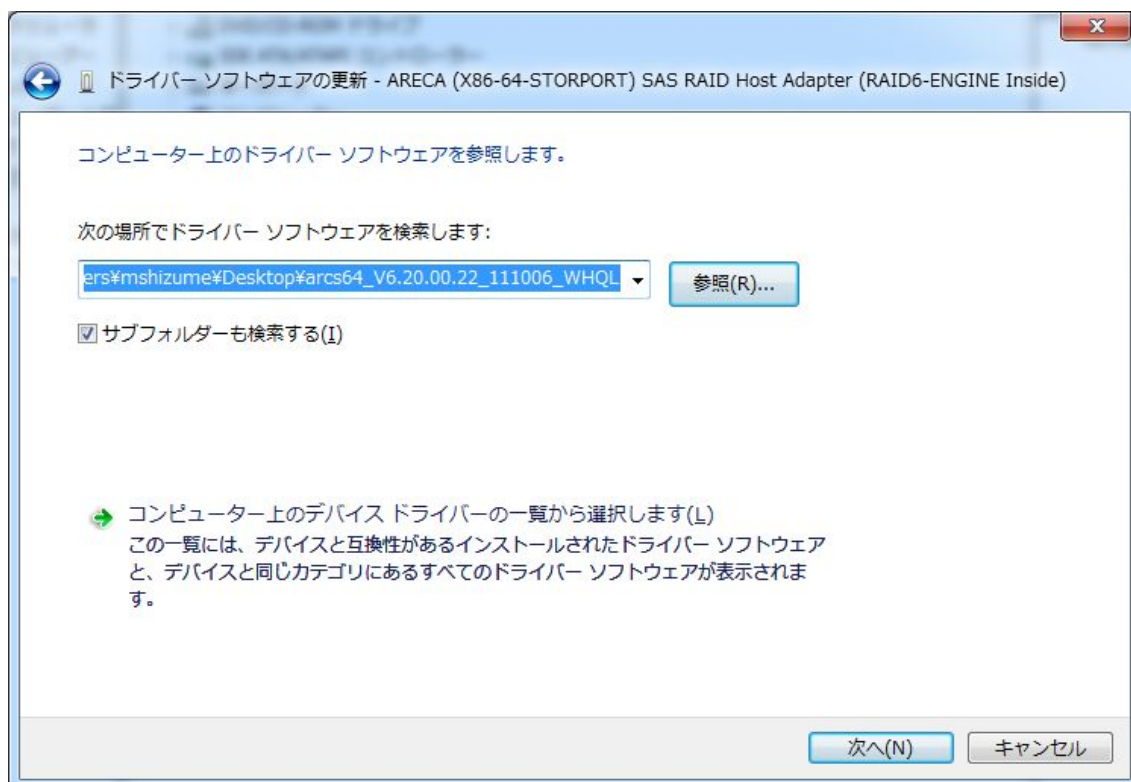 ドライバー ソフトウェアの更新 - ARECA (X86-64-STORPORT) SAS RAID Host Adapter (RAID6-ENGINE Inside)
コンピューター上のドライバー ソフトウェアを参照します。
次の場所でドライバー ソフトウェアを検索します:
ers¥mshizume¥Desktop¥arcs64_V6.20.00.22_111006_WHQL
参照(R)...
サブフォルダーも検索する(I)
コンピューター上のデバイス ドライバーの一覧から選択します(L)
この一覧には、デバイスと互換性があるインストールされたドライバー ソフトウェア
と、デバイスと同じカテゴリにあるすべてのドライバー ソフトウェアが表示されま
す。
次へ(N)
キャンセル